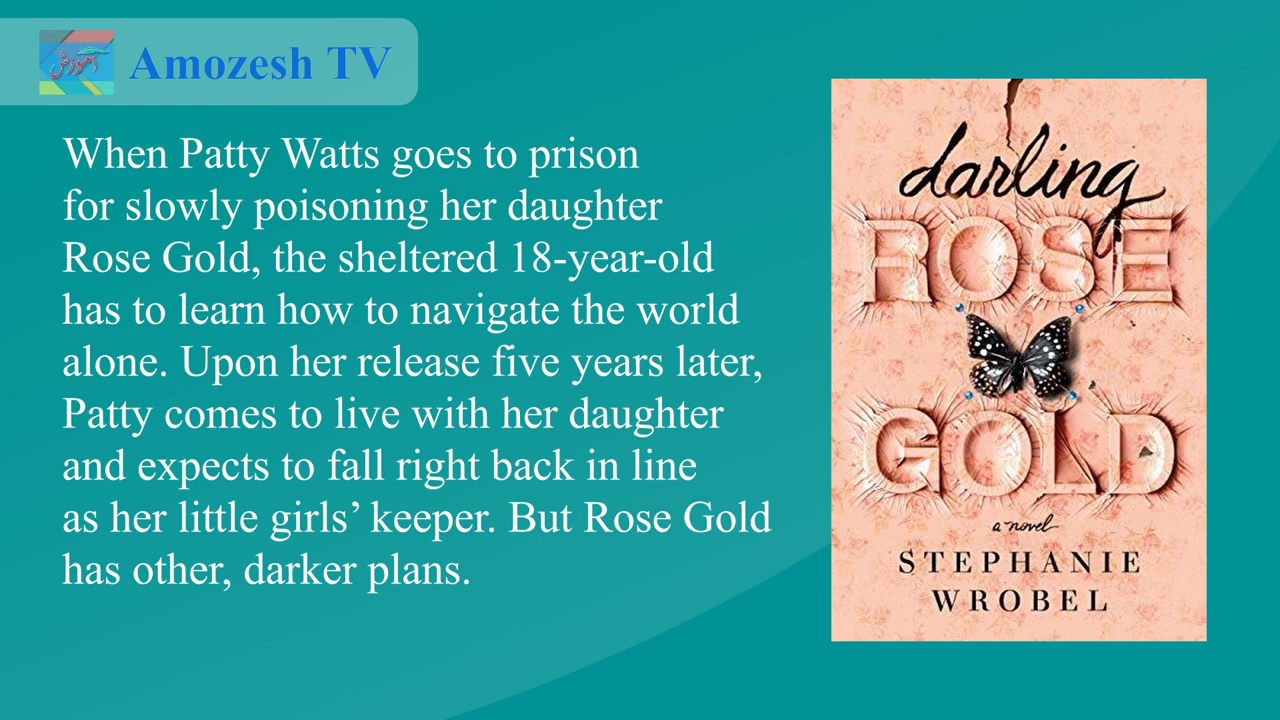 آموزش
Amozesh TV
When Patty Watts goes to prison
for slowly poisoning her daughter
Rose Gold, the sheltered 18-year-old
has to learn how to navigate the world
alone. Upon her release five years later,
Patty comes to live with her daughter
and expects to fall right back in line
as her little girls’ keeper. But Rose Gold
has other, darker plans.
darling
ROSE
GOLD
a novel
STEPHANIE
WROBEL